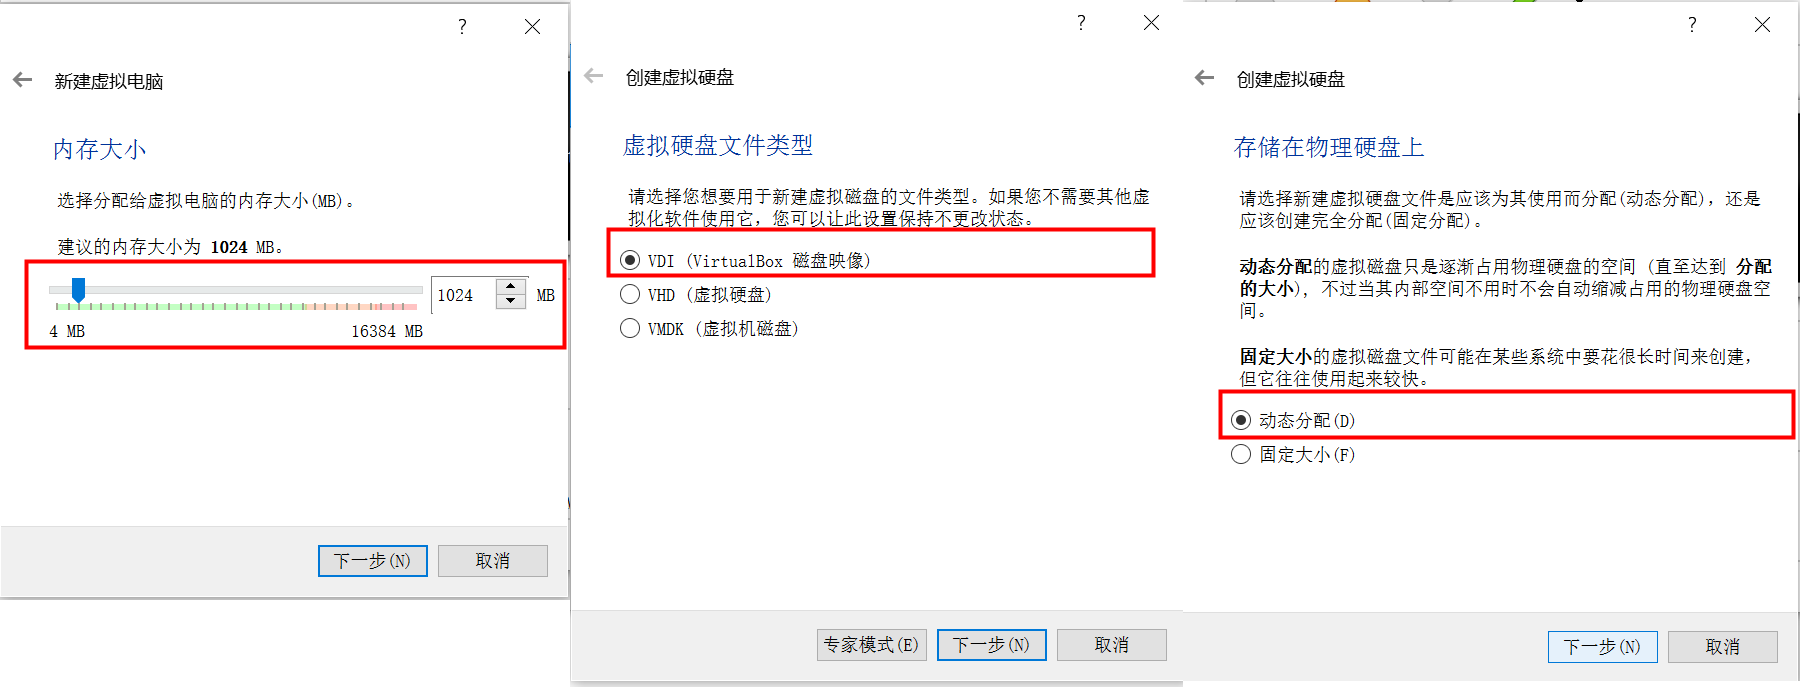 ?
新建虚拟电脑
内存大小
选择分配给虚拟电脑的内存大小(MB)。
建议的内存大小为 1024 MB。
1024 MB
4 MB 16384 MB
下一步(N) 取消
?
创建虚拟硬盘
虚拟硬盘文件类型
请选择您想要用于新建虚拟磁盘的文件类型。如果您不需要其他虚
拟化软件使用它，您可以让此设置保持不更改状态。
VDI (VirtualBox 磁盘映像)
VHD (虚拟硬盘)
VMDK (虚拟机磁盘)
专家模式(E) 下一步(N) 取消
?
创建虚拟硬盘
存储在物理硬盘上
请选择新建虚拟硬盘文件是应该为其使用而分配(动态分配)，还是
应该创建完全分配(固定分配)。
动态分配的虚拟磁盘只是逐渐占用物理硬盘的空间 (直至达到 分配
的大小)，不过当其内部空间不用时不会自动缩减占用的物理硬盘空
间。
固定大小的虚拟磁盘文件可能在某些系统中要花很长时间来创建，
但它往往使用起来较快。
动态分配(D)
固定大小(F)
下一步(N) 取消